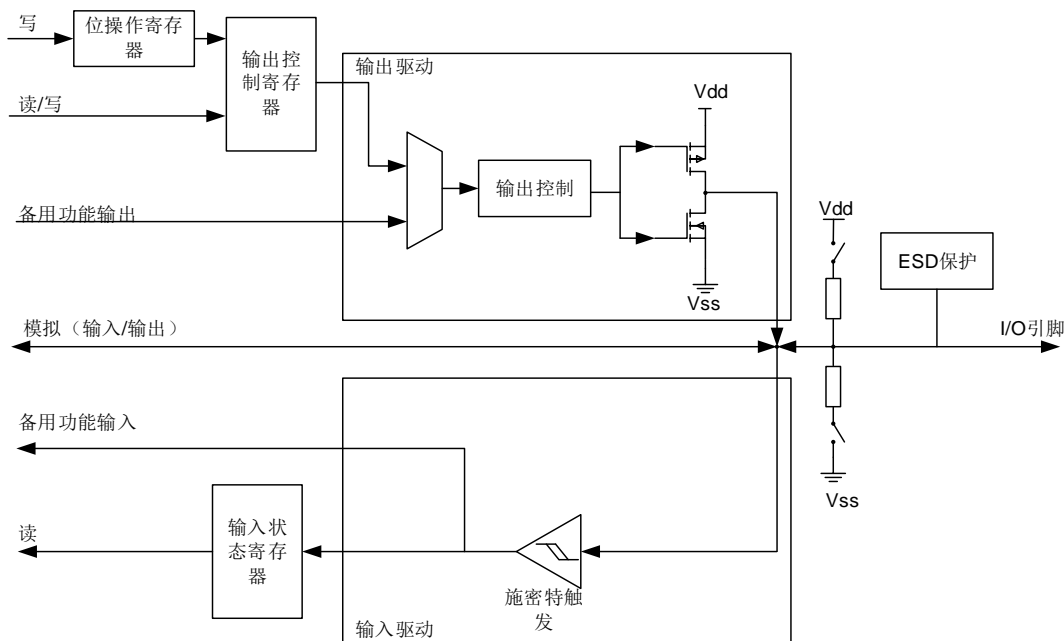 写
位操作寄存
器
输出控
制寄存
器
读/写
输出驱动
Vdd
输出控制
备用功能输出
Vss
Vdd
ESD保护
模拟（输入/输出）
I/O引脚
备用功能输入
Vss
读
输入状
态寄存
器
施密特触
发
输入驱动